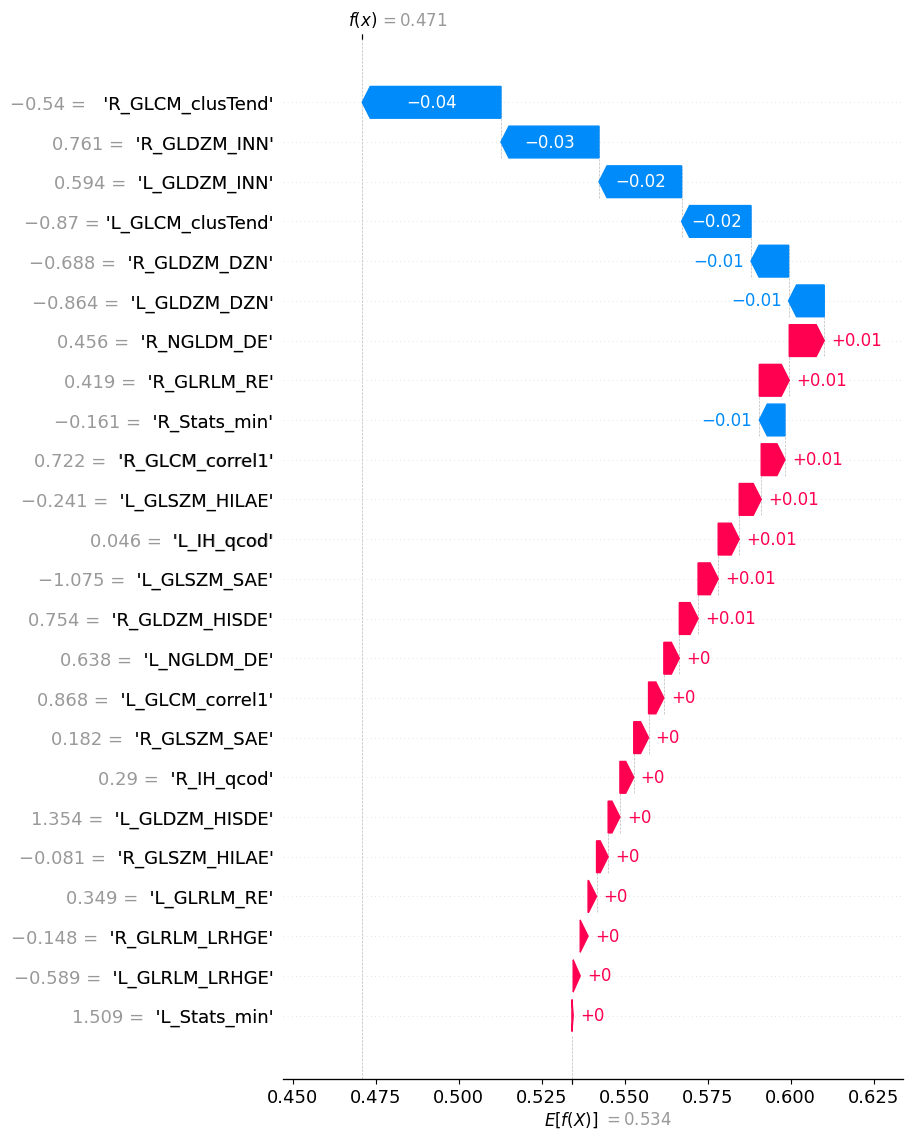 f(x) = 0.471
−0.54 = 'R_GLCM_clusTend' −0.04
0.761 = 'R_GLDZM_INN' −0.03
0.594 = 'L_GLDZM_INN' −0.02
−0.87 = 'L_GLCM_clusTend' −0.02
−0.688 = 'R_GLDZM_DZN' −0.01
−0.864 = 'L_GLDZM_DZN' −0.01
0.456 = 'R_NGLDM_DE' +0.01
0.419 = 'R_GLRLM_RE' +0.01
−0.161 = 'R_Stats_min' −0.01
0.722 = 'R_GLCM_correl1' +0.01
−0.241 = 'L_GLSZM_HILAE' +0.01
0.046 = 'L_IH_qcod' +0.01
−1.075 = 'L_GLSZM_SAE' +0.01
0.754 = 'R_GLDZM_HISDE' +0.01
0.638 = 'L_NGLDM_DE' +0
0.868 = 'L_GLCM_correl1' +0
0.182 = 'R_GLSZM_SAE' +0
0.29 = 'R_IH_qcod' +0
1.354 = 'L_GLDZM_HISDE' +0
−0.081 = 'R_GLSZM_HILAE' +0
0.349 = 'L_GLRLM_RE' +0
−0.148 = 'R_GLRLM_LRHGE' +0
−0.589 = 'L_GLRLM_LRHGE' +0
1.509 = 'L_Stats_min' +0
0.450 0.475 0.500 0.525 0.550 0.575 0.600 0.625
E[f(X)] = 0.534